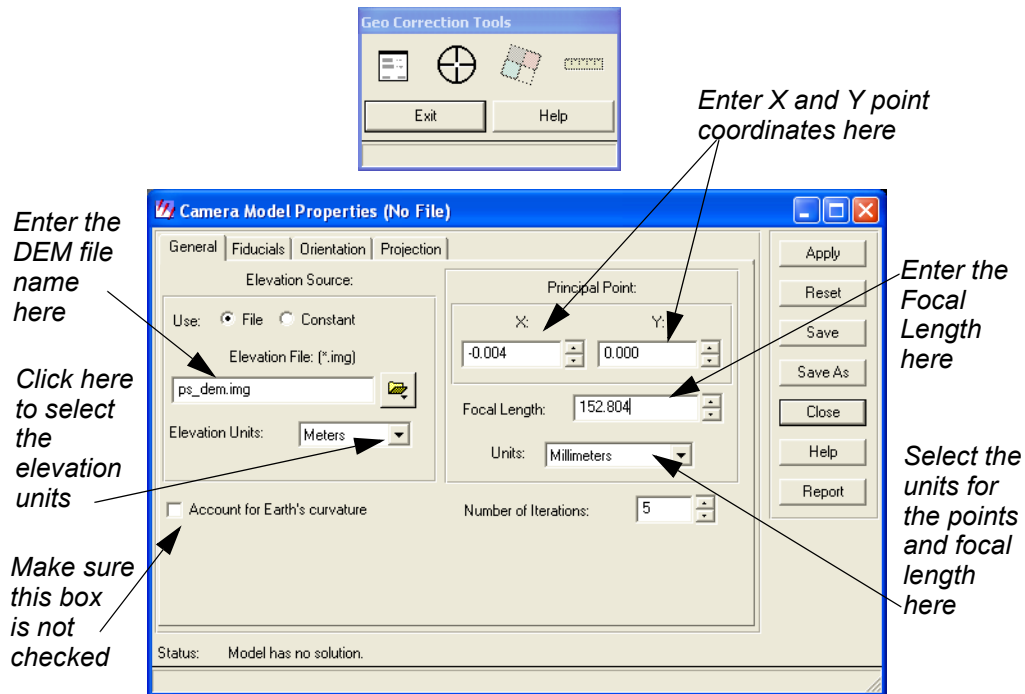 Geo Correction Tools
Exit
Help
Enter X and Y point
coordinates here
Camera Model Properties (No File)
Enter the
DEM file
name
here
General
Fiducials
Orientation
Projection
Elevation Source:
Use:
File
Constant
Elevation File: (*.img)
ps_dem.img
Elevation Units:
Meters
Principal Point:
X:
Y:
-0.004
0.000
Focal Length:
152.804
Units:
Millimeters
Account for Earth's curvature
Number of Iterations:
5
Apply
Reset
Save
Save As
Close
Help
Report
Enter the
Focal
Length
here
Click here
to select
the
elevation
units
Select the
units for
the points
and focal
length
here
Make sure
this box
is not
checked
Status:
Model has no solution.